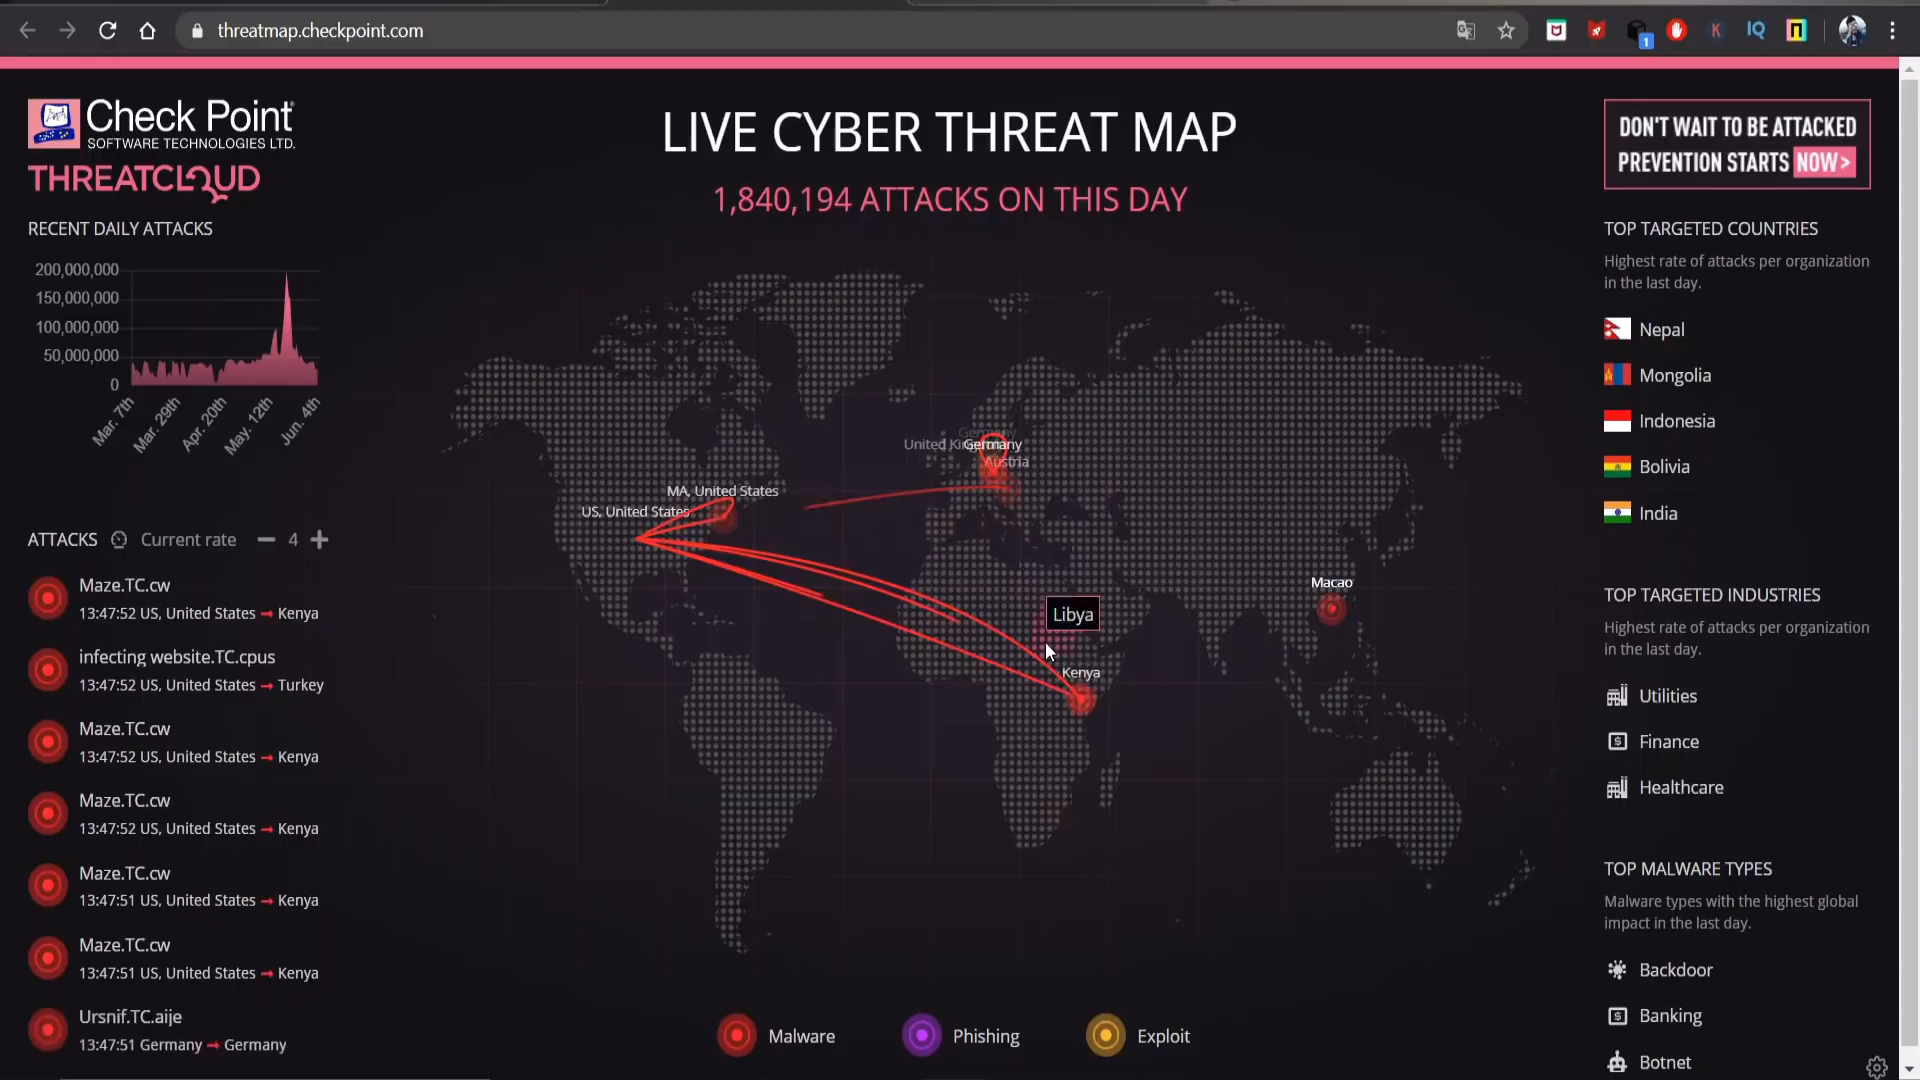 threatmap.checkpoint.com
1
K
IQ
Check Point
SOFTWARE TECHNOLOGIES LTD.
THREATCLOUD
LIVE CYBER THREAT MAP
1,840,194 ATTACKS ON THIS DAY
DON'T WAIT TO BE ATTACKED
PREVENTION STARTS NOW >
RECENT DAILY ATTACKS
200,000,000
150,000,000
100,000,000
50,000,000
0
Mar. 7th
Mar. 29th
Apr. 20th
May. 12th
Jun. 4th
ATTACKS Current rate − 4 +
Maze.TC.cw
13:47:52 US, United States → Kenya
infecting website.TC.cpus
13:47:52 US, United States → Turkey
Maze.TC.cw
13:47:52 US, United States → Kenya
Maze.TC.cw
13:47:52 US, United States → Kenya
Maze.TC.cw
13:47:51 US, United States → Kenya
Maze.TC.cw
13:47:51 US, United States → Kenya
Ursnif.TC.aije
13:47:51 Germany → Germany
Germany
United Kin
Germany
Austria
MA, United States
US, United States
Macao
Libya
Kenya
Malware
Phishing
Exploit
TOP TARGETED COUNTRIES
Highest rate of attacks per organization
in the last day.
Nepal
Mongolia
Indonesia
Bolivia
India
TOP TARGETED INDUSTRIES
Highest rate of attacks per organization
in the last day.
Utilities
Finance
Healthcare
TOP MALWARE TYPES
Malware types with the highest global
impact in the last day.
Backdoor
Banking
Botnet